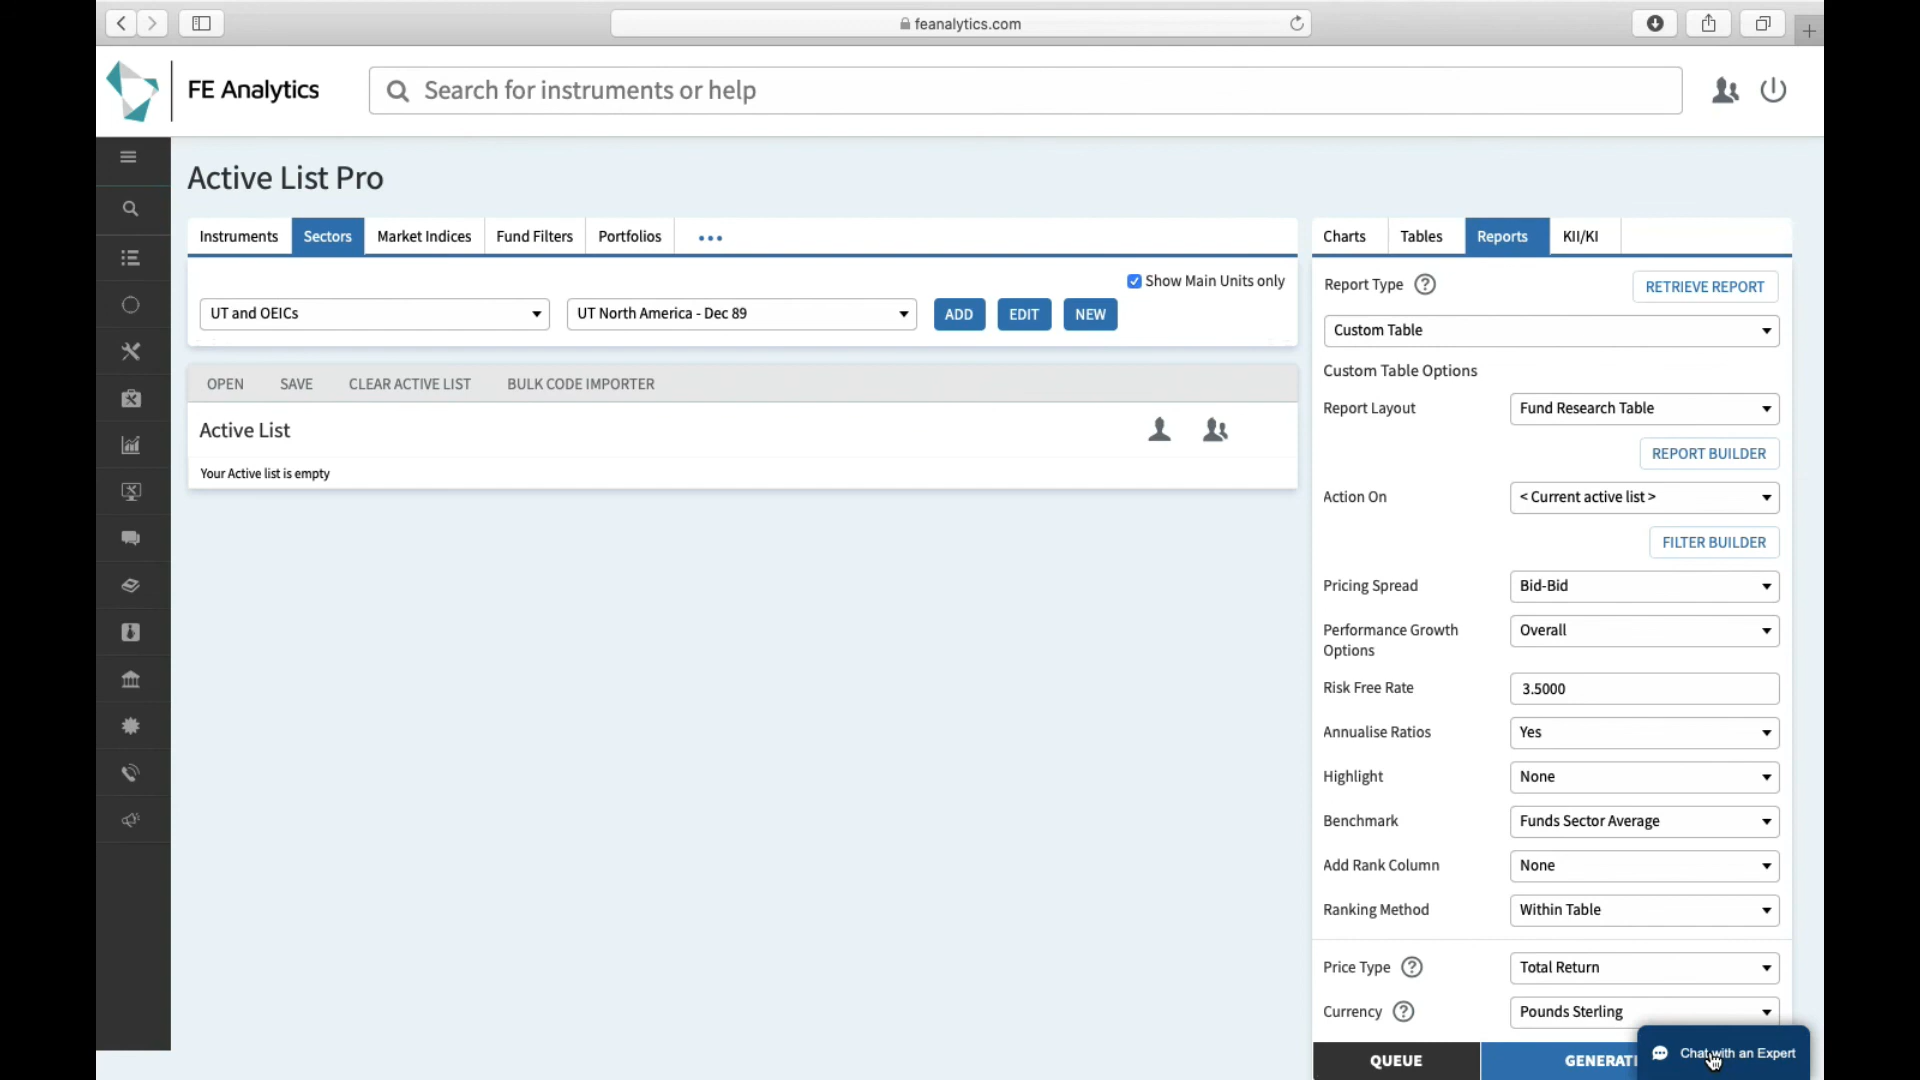 feanalytics.com
FE Analytics
Search for instruments or help
Active List Pro
Instruments
Sectors
Market Indices
Fund Filters
Portfolios
Show Main Units only
UT and OEICs
UT North America - Dec 89
ADD
EDIT
NEW
OPEN
SAVE
CLEAR ACTIVE LIST
BULK CODE IMPORTER
Active List
Your Active list is empty
Charts
Tables
Reports
KII/KI
Report Type ?
RETRIEVE REPORT
Custom Table
Custom Table Options
Report Layout
Fund Research Table
REPORT BUILDER
Action On
< Current active list >
FILTER BUILDER
Pricing Spread
Bid-Bid
Performance Growth
Options
Overall
Risk Free Rate
3.5000
Annualise Ratios
Yes
Highlight
None
Benchmark
Funds Sector Average
Add Rank Column
None
Ranking Method
Within Table
Price Type ?
Total Return
Currency ?
Pounds Sterling
QUEUE
GENERAT
Chat with an Expert